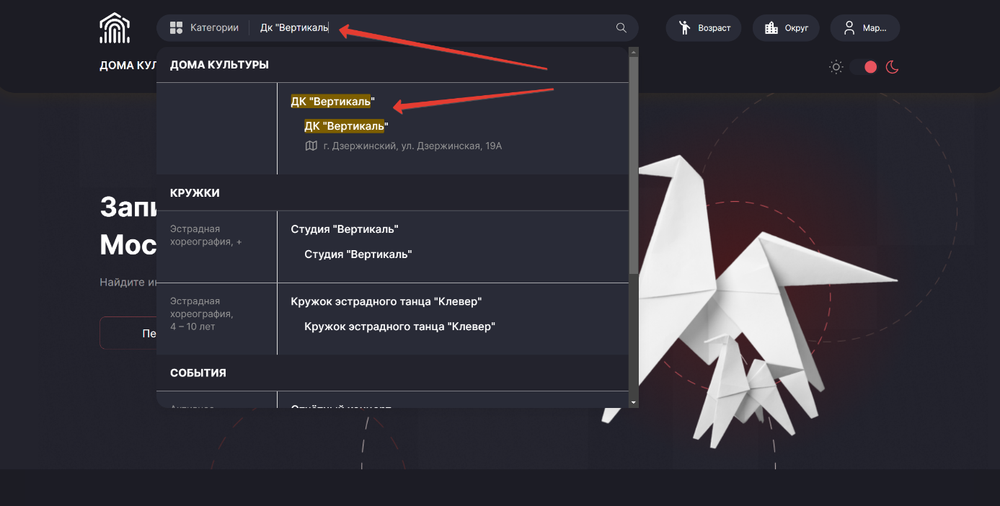 Категории
Дк "Вертикаль
Возраст
Округ
Мар...
ДОМА КУЛ
ДОМА КУЛЬТУРЫ
ДК "Вертикаль"
ДК "Вертикаль"
г. Дзержинский, ул. Дзержинская, 19А
КРУЖКИ
Запи
Мос
Найдите ин
Пе
Эстрадная
хореография, +
Студия "Вертикаль"
Студия "Вертикаль"
Эстрадная
хореография,
4 – 10 лет
Кружок эстрадного танца "Клевер"
Кружок эстрадного танца "Клевер"
СОБЫТИЯ
Отчётный концерт